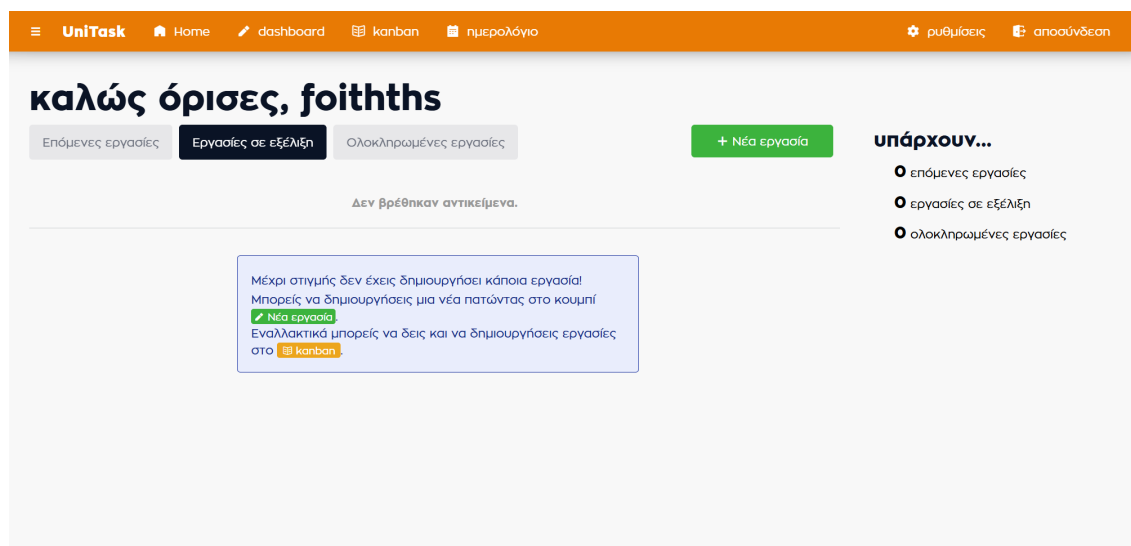 UniTask Home dashboard kanban ημερολόγιο ρυθμίσεις αποσύνδεση
καλώς όρισες, foithths
Επόμενες εργασίες Εργασίες σε εξέλιξη Ολοκληρωμένες εργασίες + Νέα εργασία
Δεν βρέθηκαν αντικείμενα.
Μέχρι στιγμής δεν έχεις δημιουργήσει κάποια εργασία!
Μπορείς να δημιουργήσεις μια νέα πατώντας στο κουμπί
Νέα εργασία.
Εναλλακτικά μπορείς να δεις και να δημιουργήσεις εργασίες
στο kanban.
υπάρχουν...
0 επόμενες εργασίες
0 εργασίες σε εξέλιξη
0 ολοκληρωμένες εργασίες